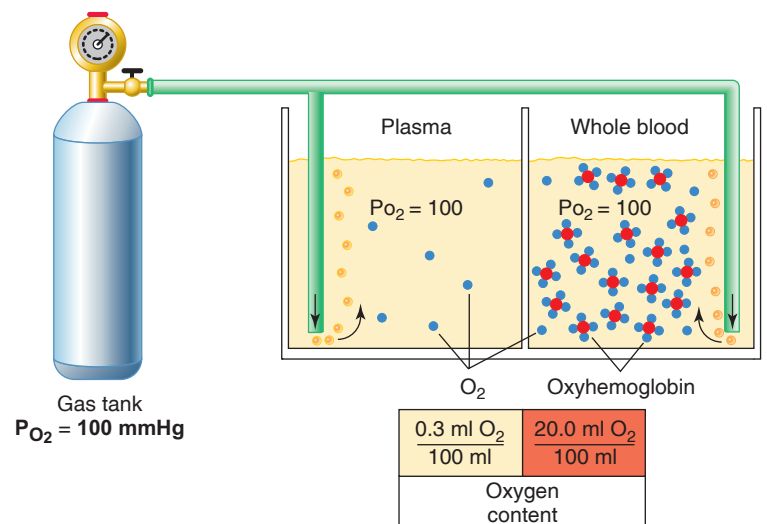 Plasma
Whole blood
Po2 = 100
Po2 = 100
O2
Oxyhemoglobin
Gas tank
PO2 = 100 mmHg
0.3 ml O2
100 ml
20.0 ml O2
100 ml
Oxygen
content